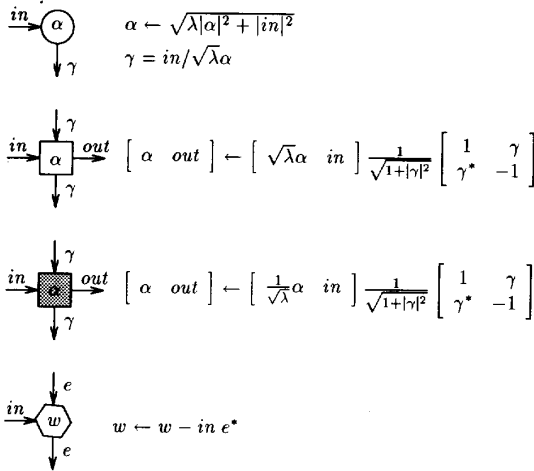 in α α ← √λ|α|² + |in|²
γ γ = in/√λα
γ
in α out [ α out ] ← [ √λα in ] 1/√1+|γ|² [ 1 γ γ* −1 ]
γ
γ
in α out [ α out ] ← [ 1/√λ α in ] 1/√1+|γ|² [ 1 γ γ* −1 ]
γ
e
in w w ← w − in e*
e